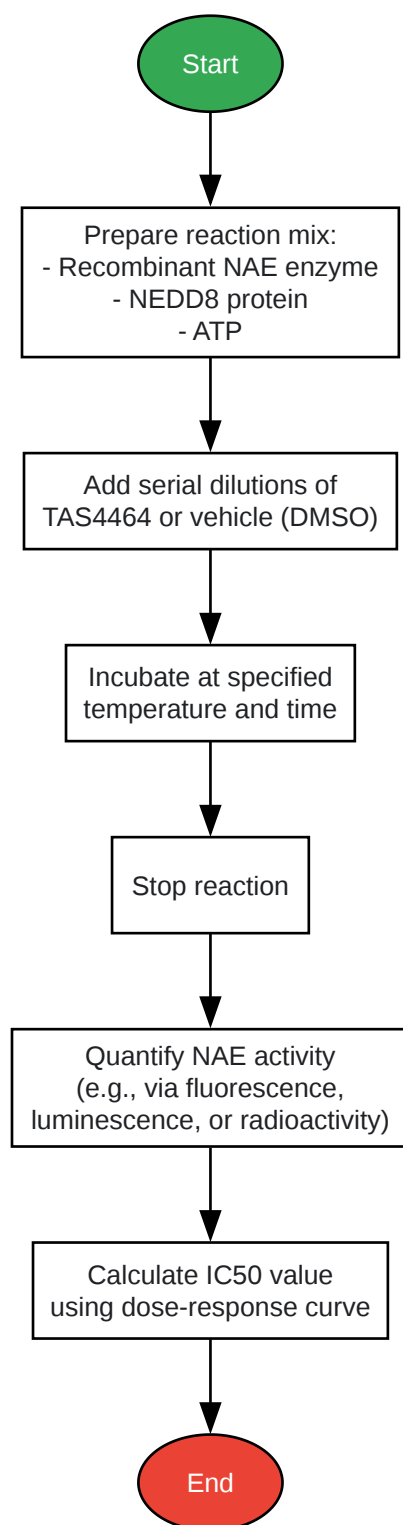 Start
Prepare reaction mix:
- Recombinant NAE enzyme
- NEDD8 protein
- ATP
Add serial dilutions of
TAS4464 or vehicle (DMSO)
Incubate at specified
temperature and time
Stop reaction
Quantify NAE activity
(e.g., via fluorescence,
luminescence, or radioactivity)
Calculate IC50 value
using dose-response curve
End